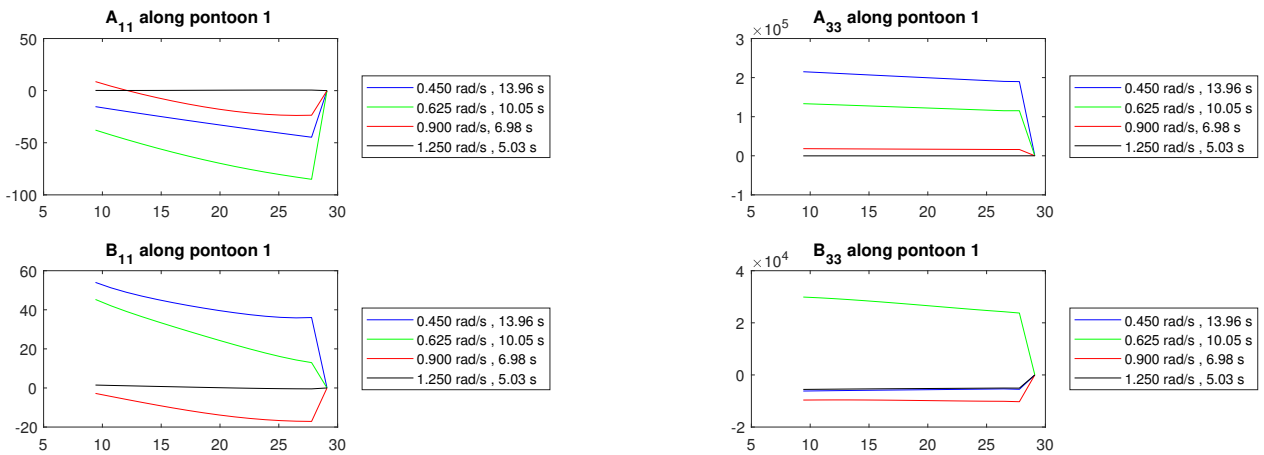 A11 along pontoon 1
50
0
-50
-100
5 10 15 20 25 30
0.450 rad/s , 13.96 s
0.625 rad/s , 10.05 s
0.900 rad/s, 6.98 s
1.250 rad/s , 5.03 s
A33 along pontoon 1
×10^5
3
2
1
0
-1
5 10 15 20 25 30
0.450 rad/s , 13.96 s
0.625 rad/s , 10.05 s
0.900 rad/s, 6.98 s
1.250 rad/s , 5.03 s
B11 along pontoon 1
60
40
20
0
-20
5 10 15 20 25 30
0.450 rad/s , 13.96 s
0.625 rad/s , 10.05 s
0.900 rad/s, 6.98 s
1.250 rad/s , 5.03 s
B33 along pontoon 1
×10^4
4
2
0
-2
5 10 15 20 25 30
0.450 rad/s , 13.96 s
0.625 rad/s , 10.05 s
0.900 rad/s, 6.98 s
1.250 rad/s , 5.03 s